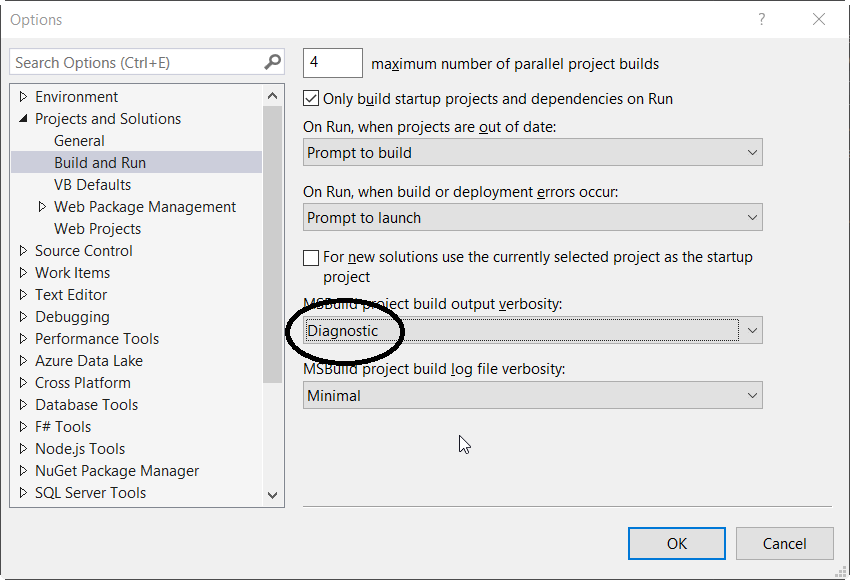 Options
?
Search Options (Ctrl+E)
Environment
Projects and Solutions
General
Build and Run
VB Defaults
Web Package Management
Web Projects
Source Control
Work Items
Text Editor
Debugging
Performance Tools
Azure Data Lake
Cross Platform
Database Tools
F# Tools
Node.js Tools
NuGet Package Manager
SQL Server Tools
4 maximum number of parallel project builds
Only build startup projects and dependencies on Run
On Run, when projects are out of date:
Prompt to build
On Run, when build or deployment errors occur:
Prompt to launch
For new solutions use the currently selected project as the startup
project
MSBuild project build output verbosity:
Diagnostic
MSBuild project build log file verbosity:
Minimal
OK
Cancel